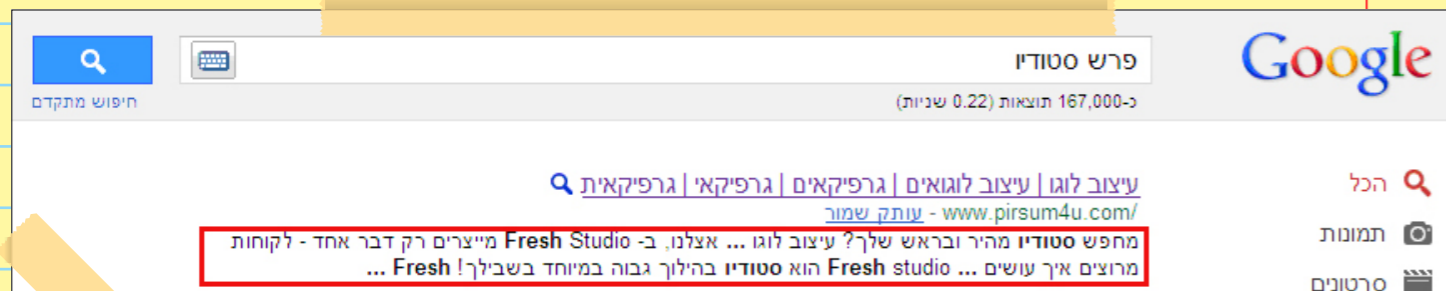 Google
פרש סטודיו
חיפוש מתקדם
כ-167,000 תוצאות (0.22 שניות)
הכל
תמונות
סרטונים
עיצוב לוגו | עיצוב לוגואים | גרפיקאים | גרפיקאי | גרפיקאית
www.pirsum4u.com/ - עותק שמור
מחפש סטודיו מהיר ובראש שלך? עיצוב לוגו ... אצלנו, ב- Fresh Studio מייצרים רק דבר אחד - לקוחות
מרוצים איך עושים ... Fresh studio הוא סטודיו בהילוך גבוה במיוחד בשבילך! Fresh ...